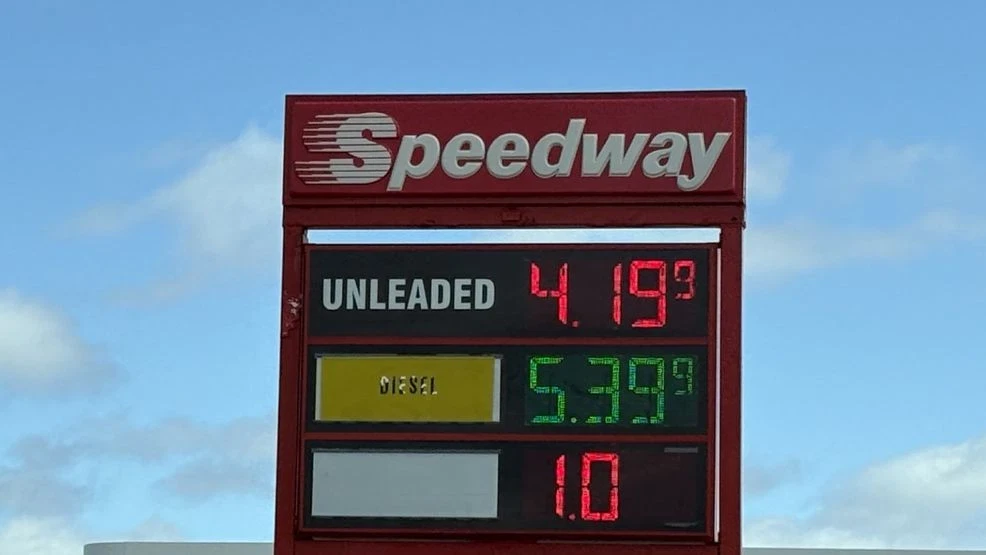 Speedway
UNLEADED 4.19 9
DIESEL 5.39 9
1.0